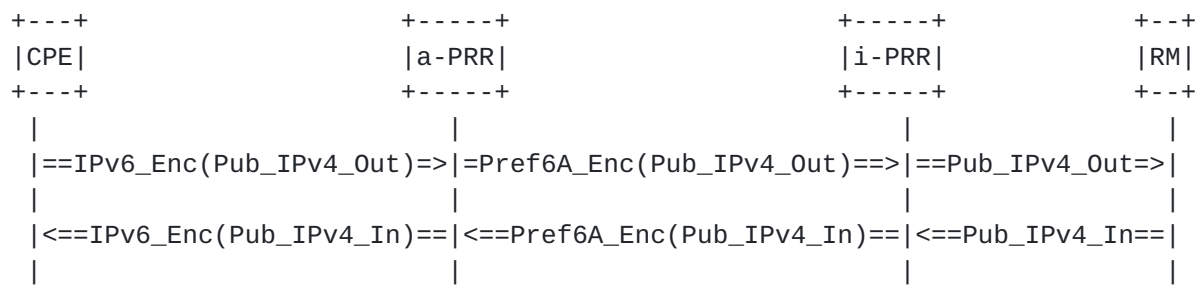 +---+                  +-----+                   +-----+          +--+
|CPE|                  |a-PRR|                   |i-PRR|          |RM|
+---+                  +-----+                   +-----+          +--+
  |                       |                         |               |
  |==IPv6_Enc(Pub_IPv4_Out)=>|=Pref6A_Enc(Pub_IPv4_Out)==>|==Pub_IPv4_Out=>|
  |                       |                         |               |
  |<==IPv6_Enc(Pub_IPv4_In)==|<==Pref6A_Enc(Pub_IPv4_In)==|<==Pub_IPv4_In==|
  |                       |                         |               |